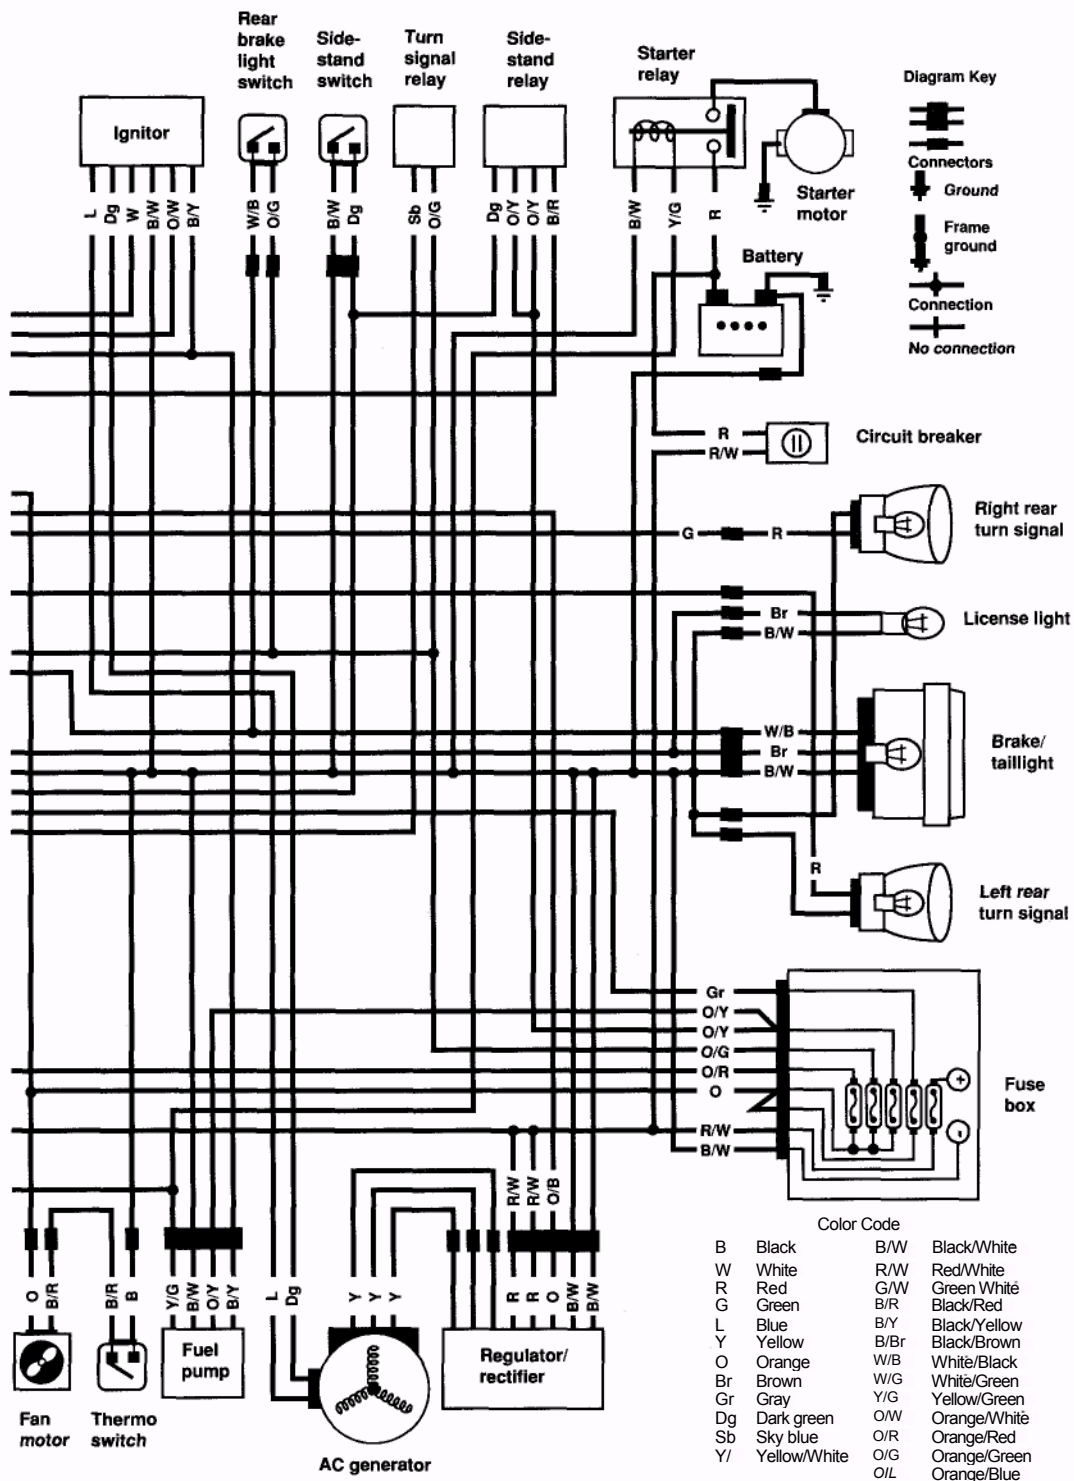 Rear
brake
light
switch
Side-
stand
switch
Turn
signal
relay
Side-
stand
relay
Starter
relay
Diagram Key
Ignitor
Connectors
Ground
Starter
motor
Frame
ground
Connection
No connection
L Dg W B/W O/W B/Y
W/B O/G
B/W Dg
Sb O/G
Dg O/Y O/Y B/R
B/W Y/G R
Battery
R
R/W
Circuit breaker
Right rear
turn signal
G R
Br
B/W
License light
W/B
Br
B/W
Brake/
taillight
R
Left rear
turn signal
Gr
O/Y
O/Y
O/G
O/R
O
R/W
B/W
+
-
Fuse
box
R/W R/W O/B
O B/R
B/R B
Y/G B/W O/Y B/Y
L Dg
Y Y Y
R R O B/W B/W
Fuel
pump
Regulator/
rectifier
Fan
motor
Thermo
switch
AC generator
Color Code
B Black B/W Black/White
W White R/W Red/White
R Red G/W Green White
G Green B/R Black/Red
L Blue B/Y Black/Yellow
Y Yellow B/Br Black/Brown
O Orange W/B White/Black
Br Brown W/G White/Green
Gr Gray Y/G Yellow/Green
Dg Dark green O/W Orange/White
Sb Sky blue O/R Orange/Red
Y/ Yellow/White O/G Orange/Green
O/L Orange/Blue